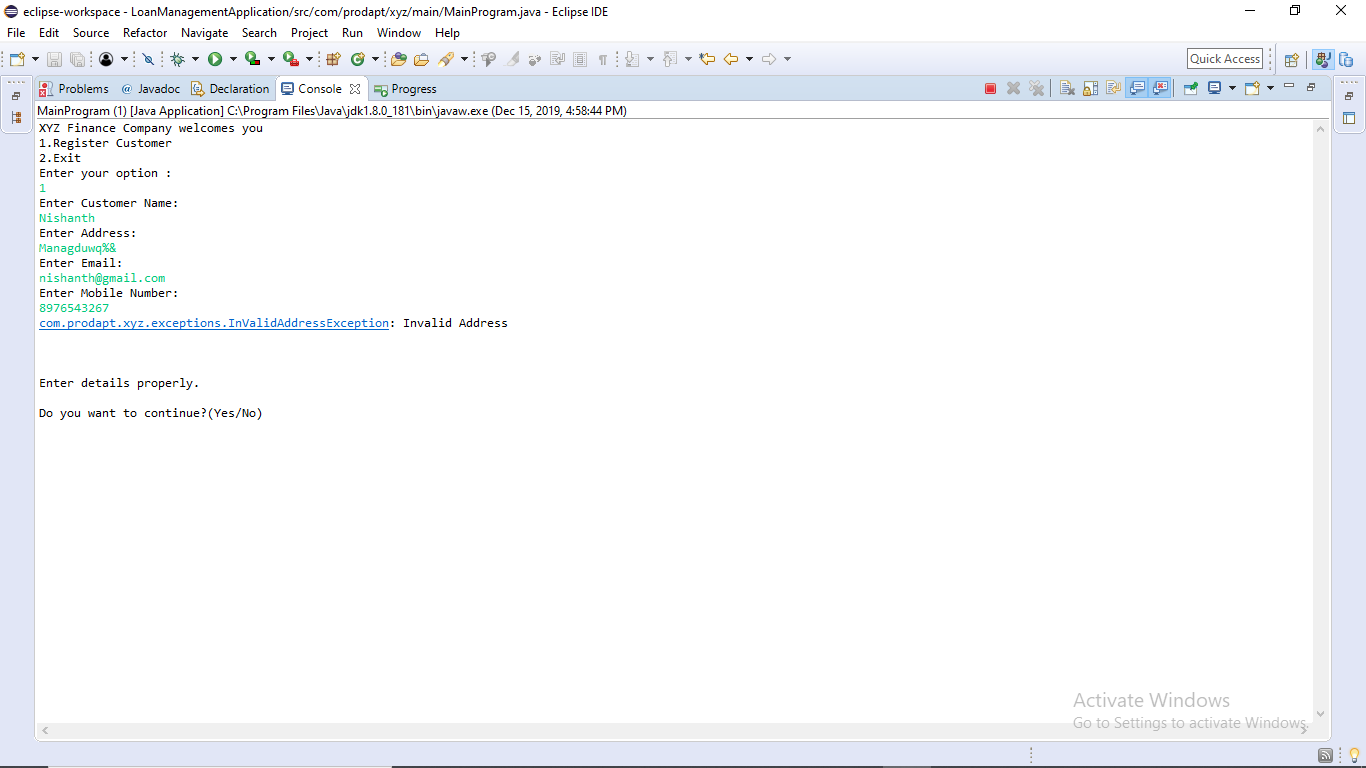 eclipse-workspace - LoanManagementApplication/src/com/prodapt/xyz/main/MainProgram.java - Eclipse IDE
File Edit Source Refactor Navigate Search Project Run Window Help
Quick Access
Problems @ Javadoc Declaration Console Progress
MainProgram (1) [Java Application] C:\Program Files\Java\jdk1.8.0_181\bin\javaw.exe (Dec 15, 2019, 4:58:44 PM)
XYZ Finance Company welcomes you
1.Register Customer
2.Exit
Enter your option :
1
Enter Customer Name:
Nishanth
Enter Address:
Managduwq%&
Enter Email:
nishanth@gmail.com
Enter Mobile Number:
8976543267
com.prodapt.xyz.exceptions.InValidAddressException: Invalid Address
Enter details properly.
Do you want to continue?(Yes/No)
Activate Windows
Go to Settings to activate Windows.